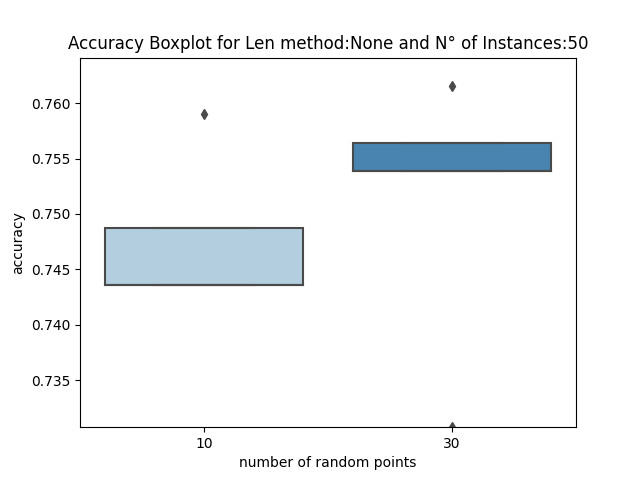 Accuracy Boxplot for Len method:None and N° of Instances:50
0.760
0.755
0.750
0.745
0.740
0.735
accuracy
10
30
number of random points